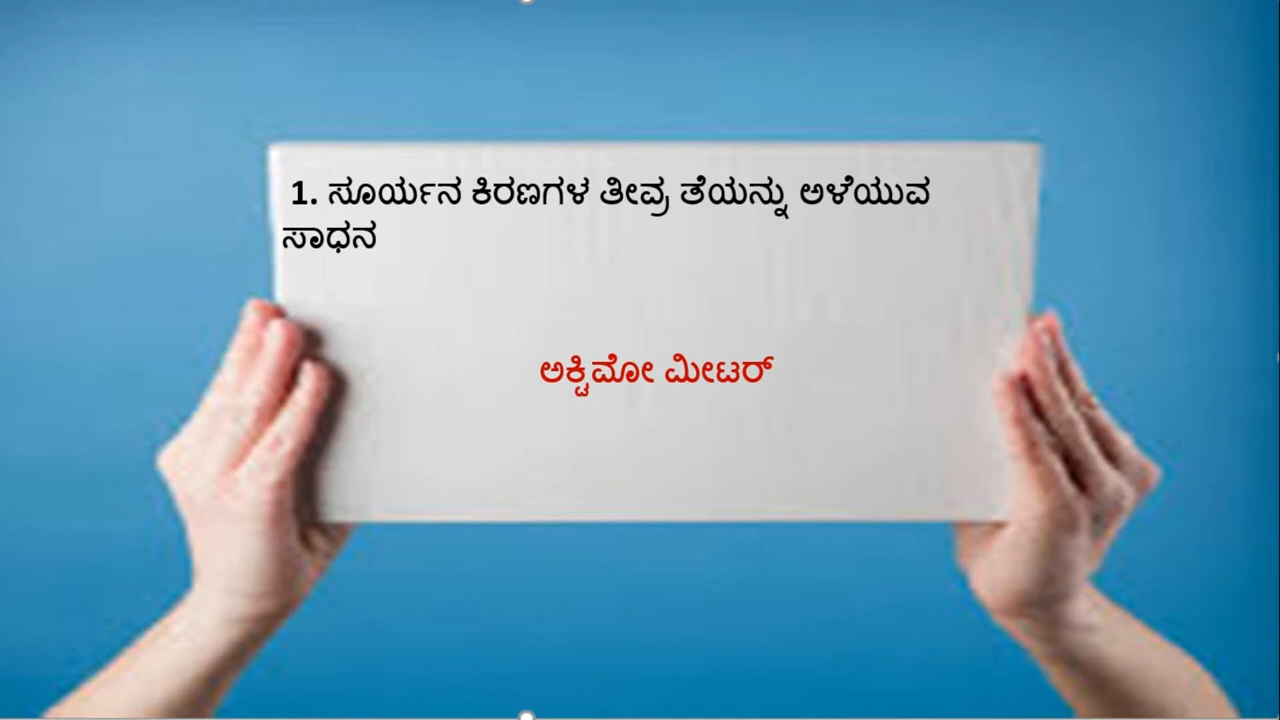 1. ಸೂರ್ಯನ ಕಿರಣಗಳ ತೀವ್ರ ತೆಯನ್ನು ಅಳೆಯುವ
ಸಾಧನ
ಅಕ್ಟಿಮೋ ಮೀಟರ್